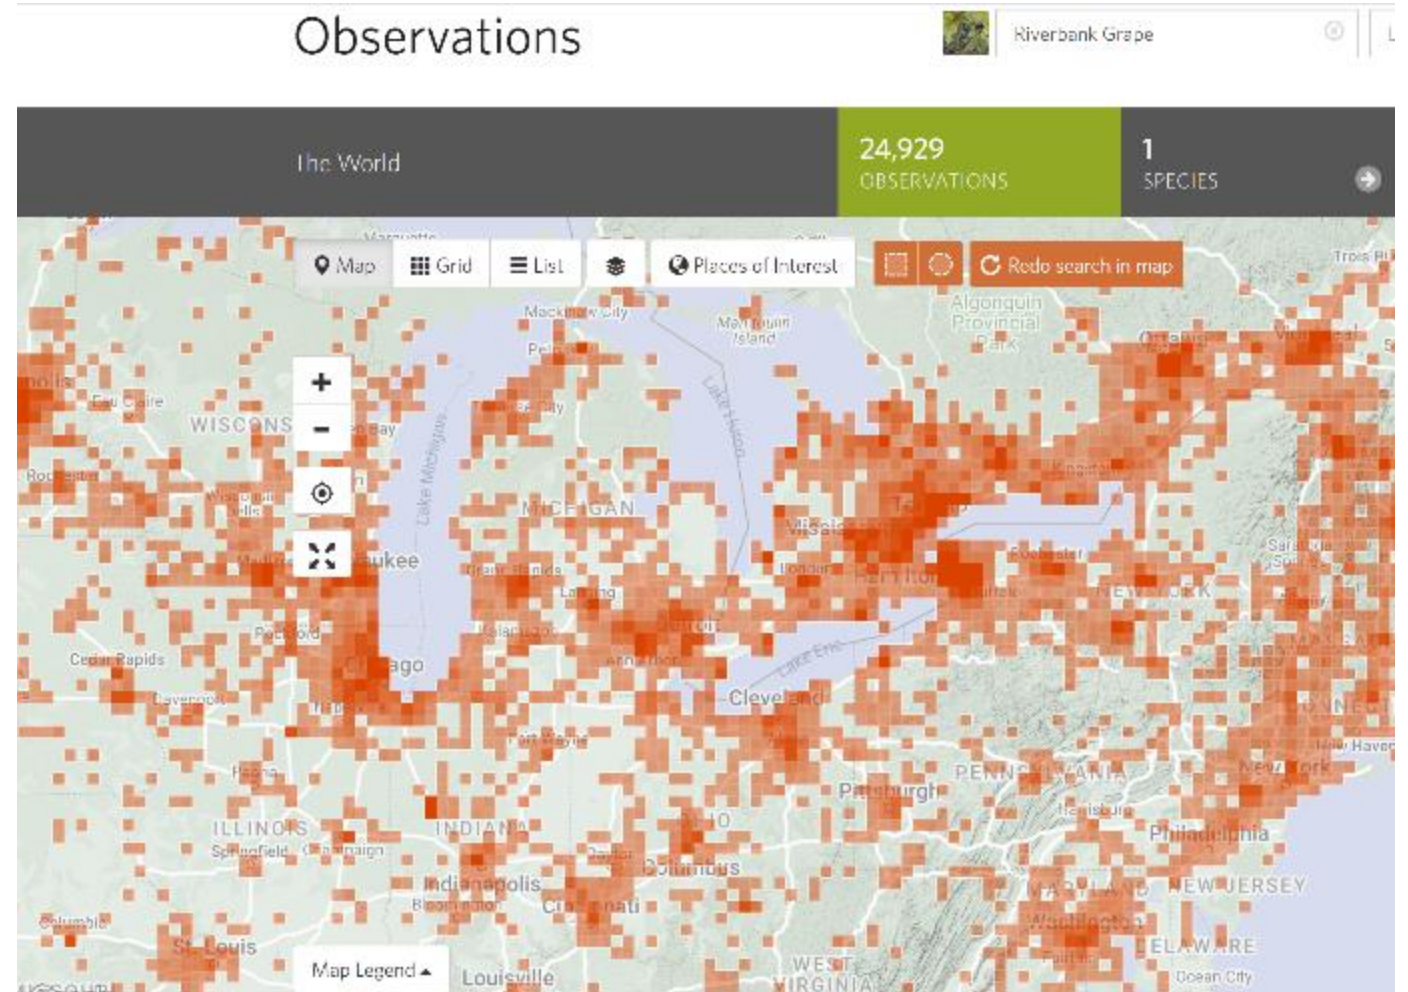 Observations
Riverbank Grape
The World
24,929
OBSERVATIONS
1
SPECIES
Map
Grid
List
Places of Interest
Redo search in map
Marquette
Mackinaw City
Manitoulin
Island
Algonquin
Provincial
Park
Ottawa
Eau Claire
WISCONS
Lake Huron
Lake Michigan
MICHIGAN
Kingston
Rochester
Grand Rapids
London
Hamilton
NEW YORK
Lansing
Rockford
Detroit
Cedar Rapids
Chicago
Ann Arbor
Lake Erie
Davenport
Cleveland
Fort Wayne
New Haven
New York
Peoria
PENNSYLVANIA
Pittsburgh
Harrisburg
ILLINOIS
INDIANA
OHIO
Philadelphia
Springfield
Champaign
Dayton
Columbus
Indianapolis
Bloomington
Cincinnati
MARYLAND
NEW JERSEY
Columbia
Washington
St. Louis
DELAWARE
Map Legend
Louisville
WEST
VIRGINIA
Ocean City